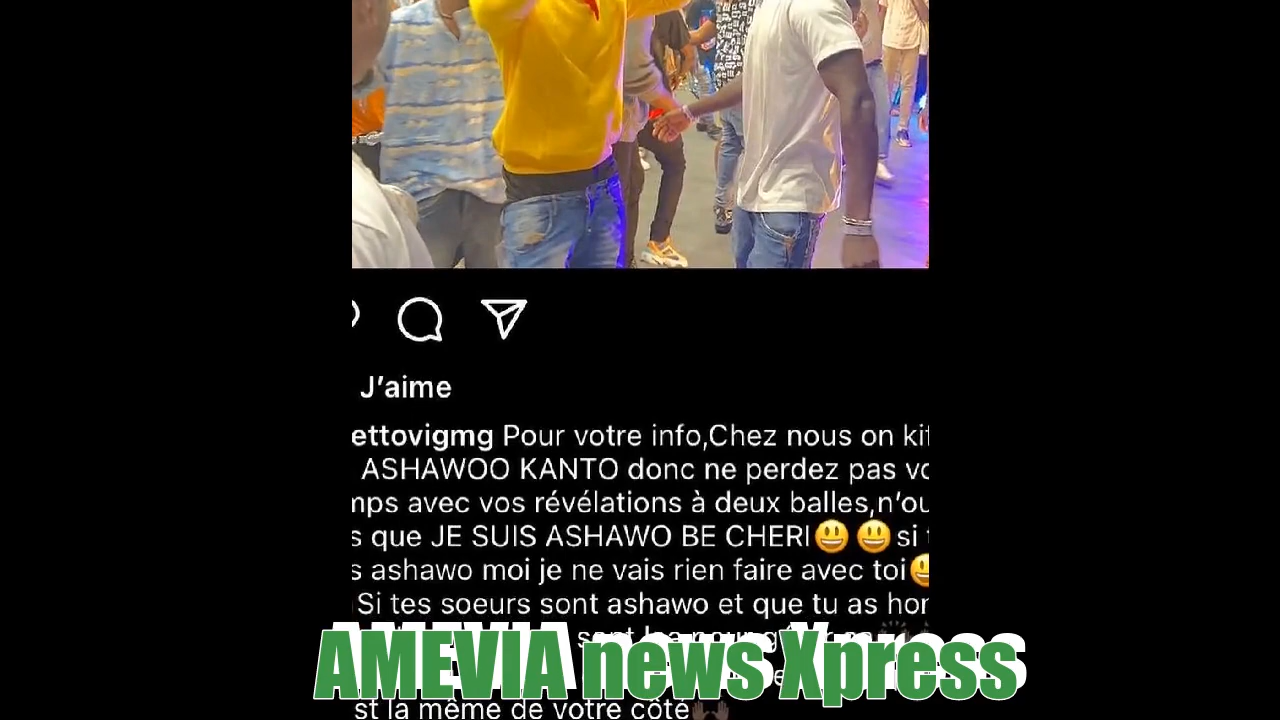 J'aime
ettovigmg Pour votre info,Chez nous on kif
ASHAWOO KANTO donc ne perdez pas vo
mps avec vos révélations à deux balles,n'ou
s que JE SUIS ASHAWO BE CHERI😃 😃 si t
s ashawo moi je ne vais rien faire avec toi😃
Si tes soeurs sont ashawo et que tu as hon
AMEVIA news Xpress
st la même de votre côté🙌🏿